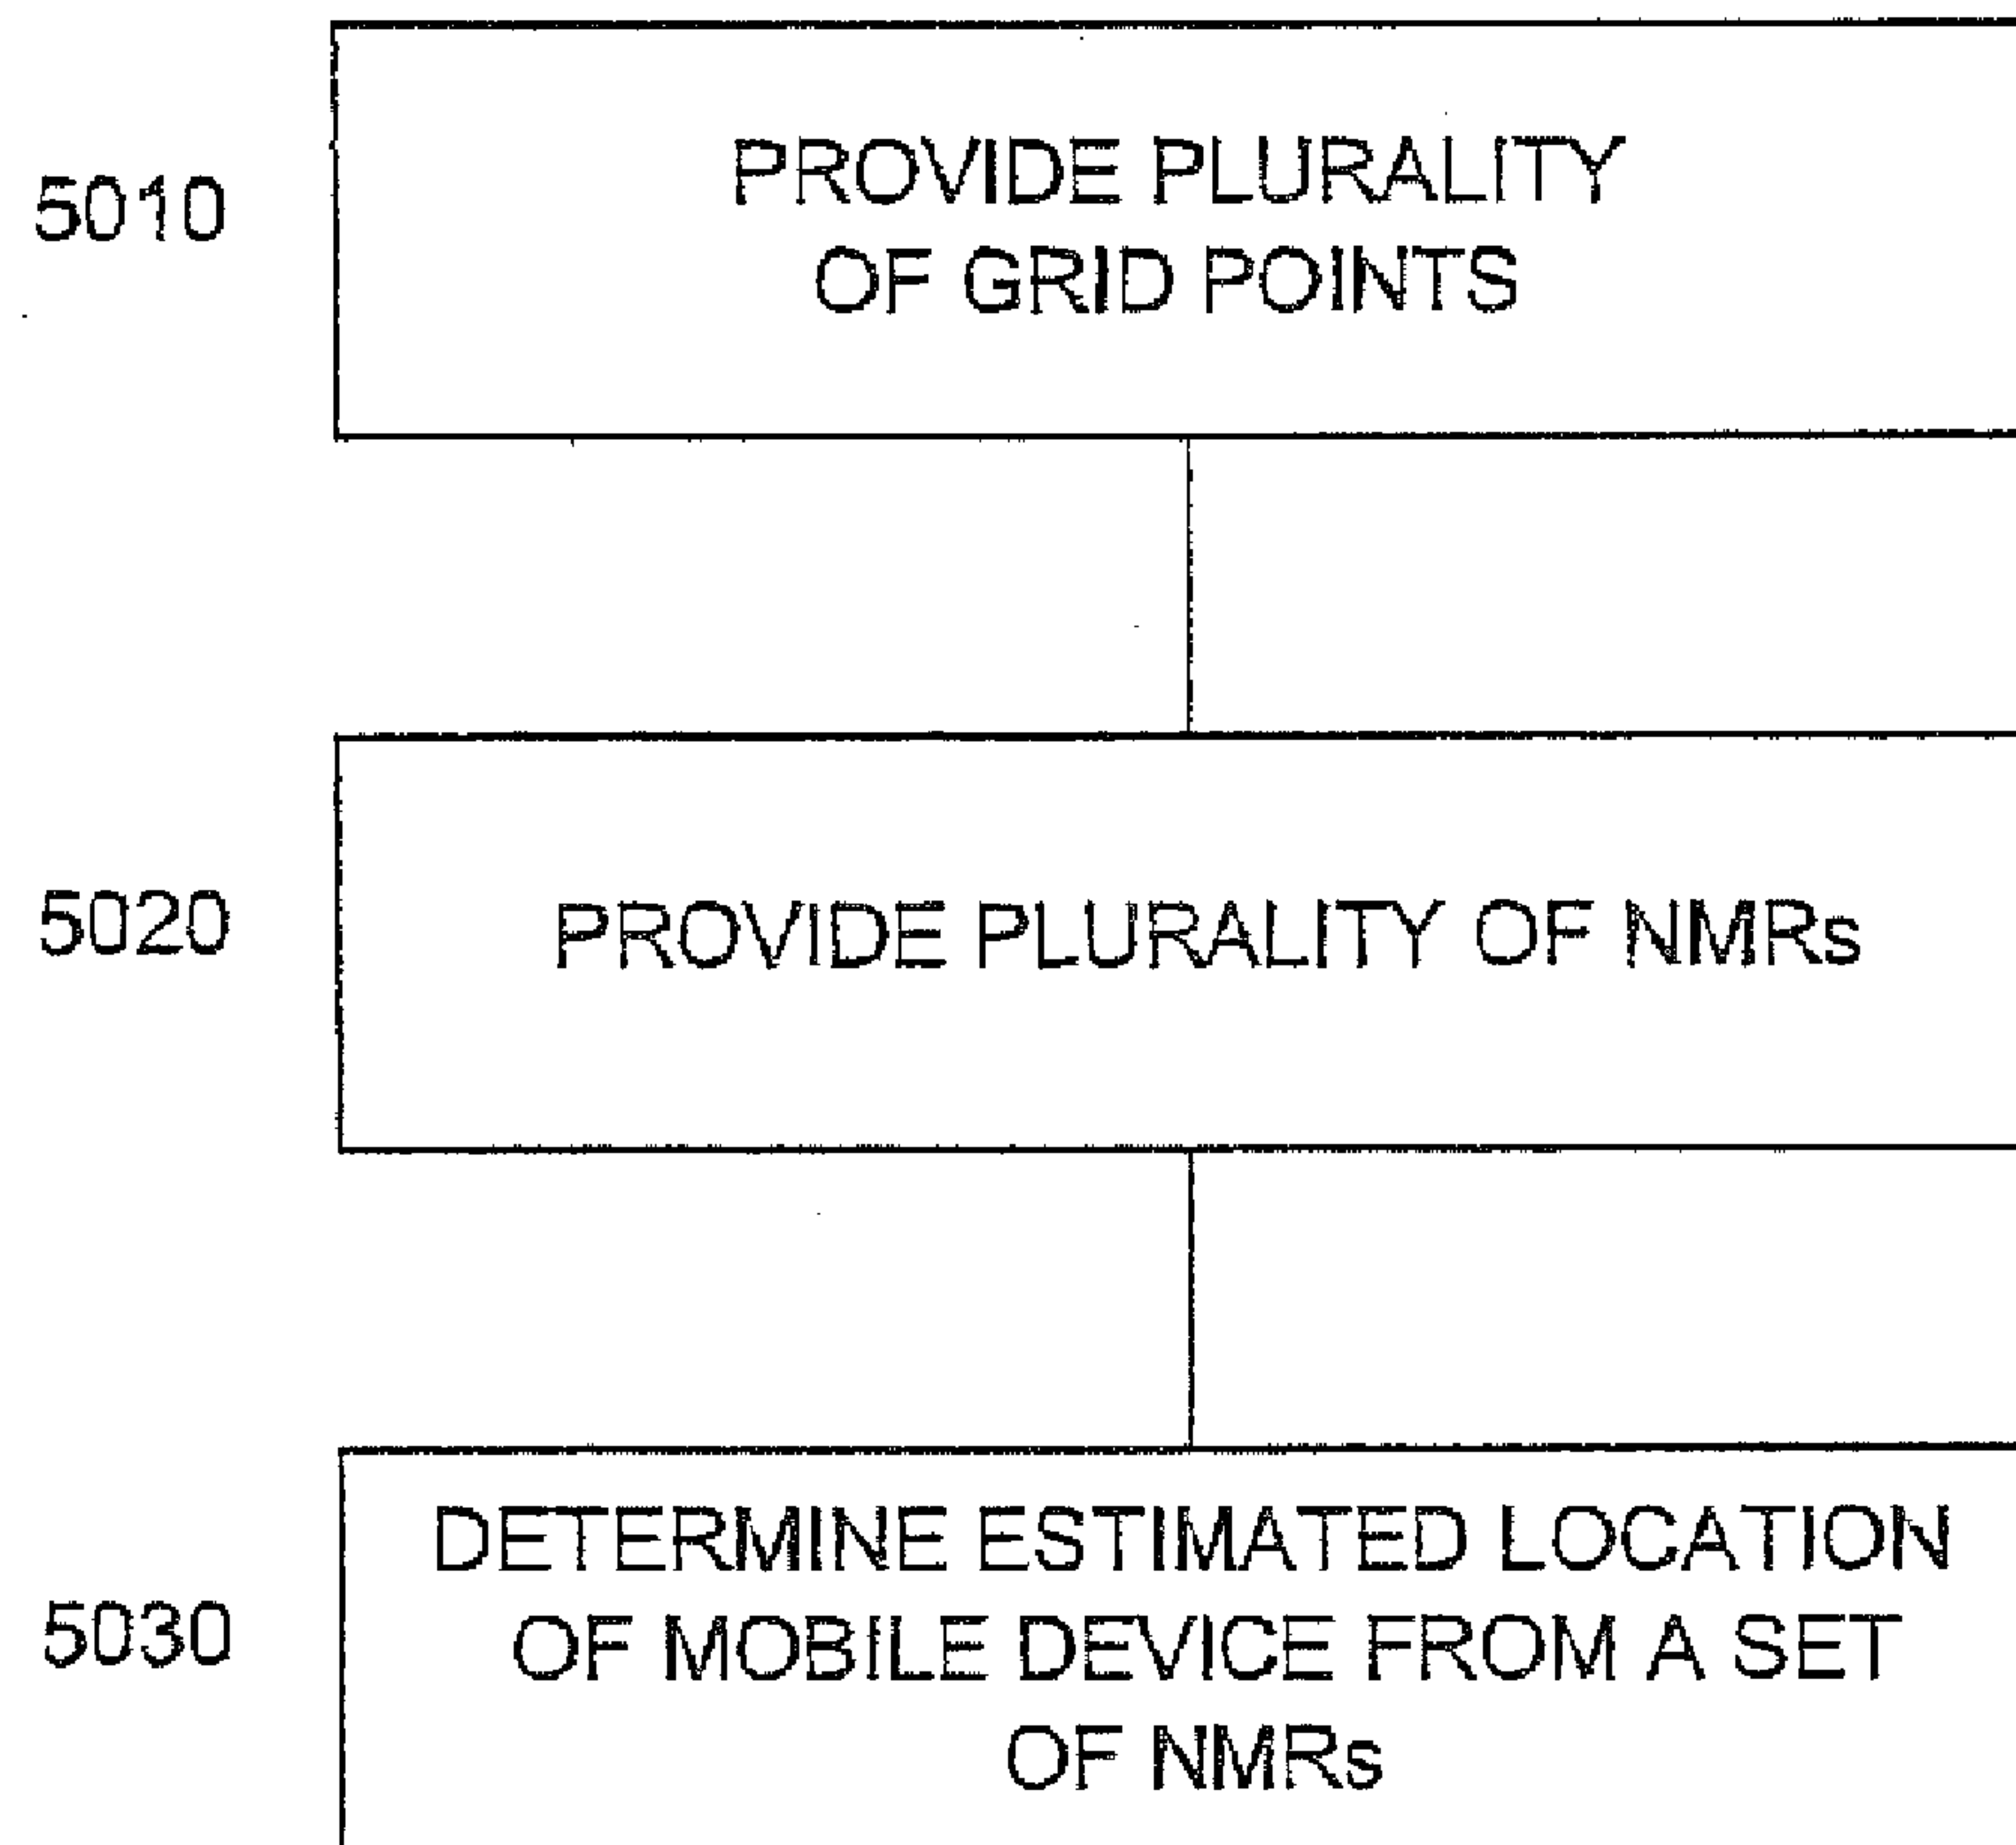 5010
PROVIDE PLURALITY
OF GRID POINTS
5020
PROVIDE PLURALITY OF NMRs
5030
DETERMINE ESTIMATED LOCATION
OF MOBILE DEVICE FROM A SET
OF NMRs